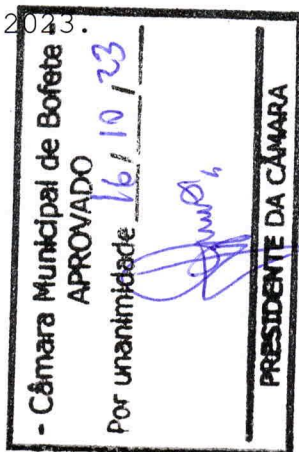 2023.
- Câmara Municipal de Bofete -
APROVADO
Por unanimidade 16/10/23
PRESIDENTE DA CÂMARA